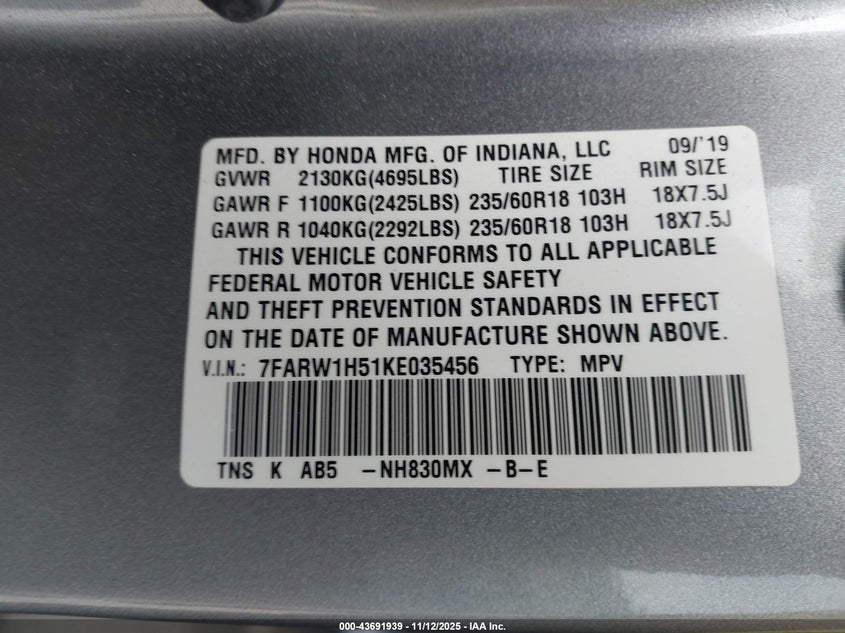 MFD. BY HONDA MFG. OF INDIANA, LLC 09/'19
GVWR 2130KG(4695LBS) TIRE SIZE RIM SIZE
GAWR F 1100KG(2425LBS) 235/60R18 103H 18X7.5J
GAWR R 1040KG(2292LBS) 235/60R18 103H 18X7.5J
THIS VEHICLE CONFORMS TO ALL APPLICABLE
FEDERAL MOTOR VEHICLE SAFETY
AND THEFT PREVENTION STANDARDS IN EFFECT
ON THE DATE OF MANUFACTURE SHOWN ABOVE.
V.I.N.: 7FARW1H51KE035456 TYPE: MPV
TNS K AB5 -NH830MX -B-E
000-43691939 - 11/12/2025 - IAA Inc.